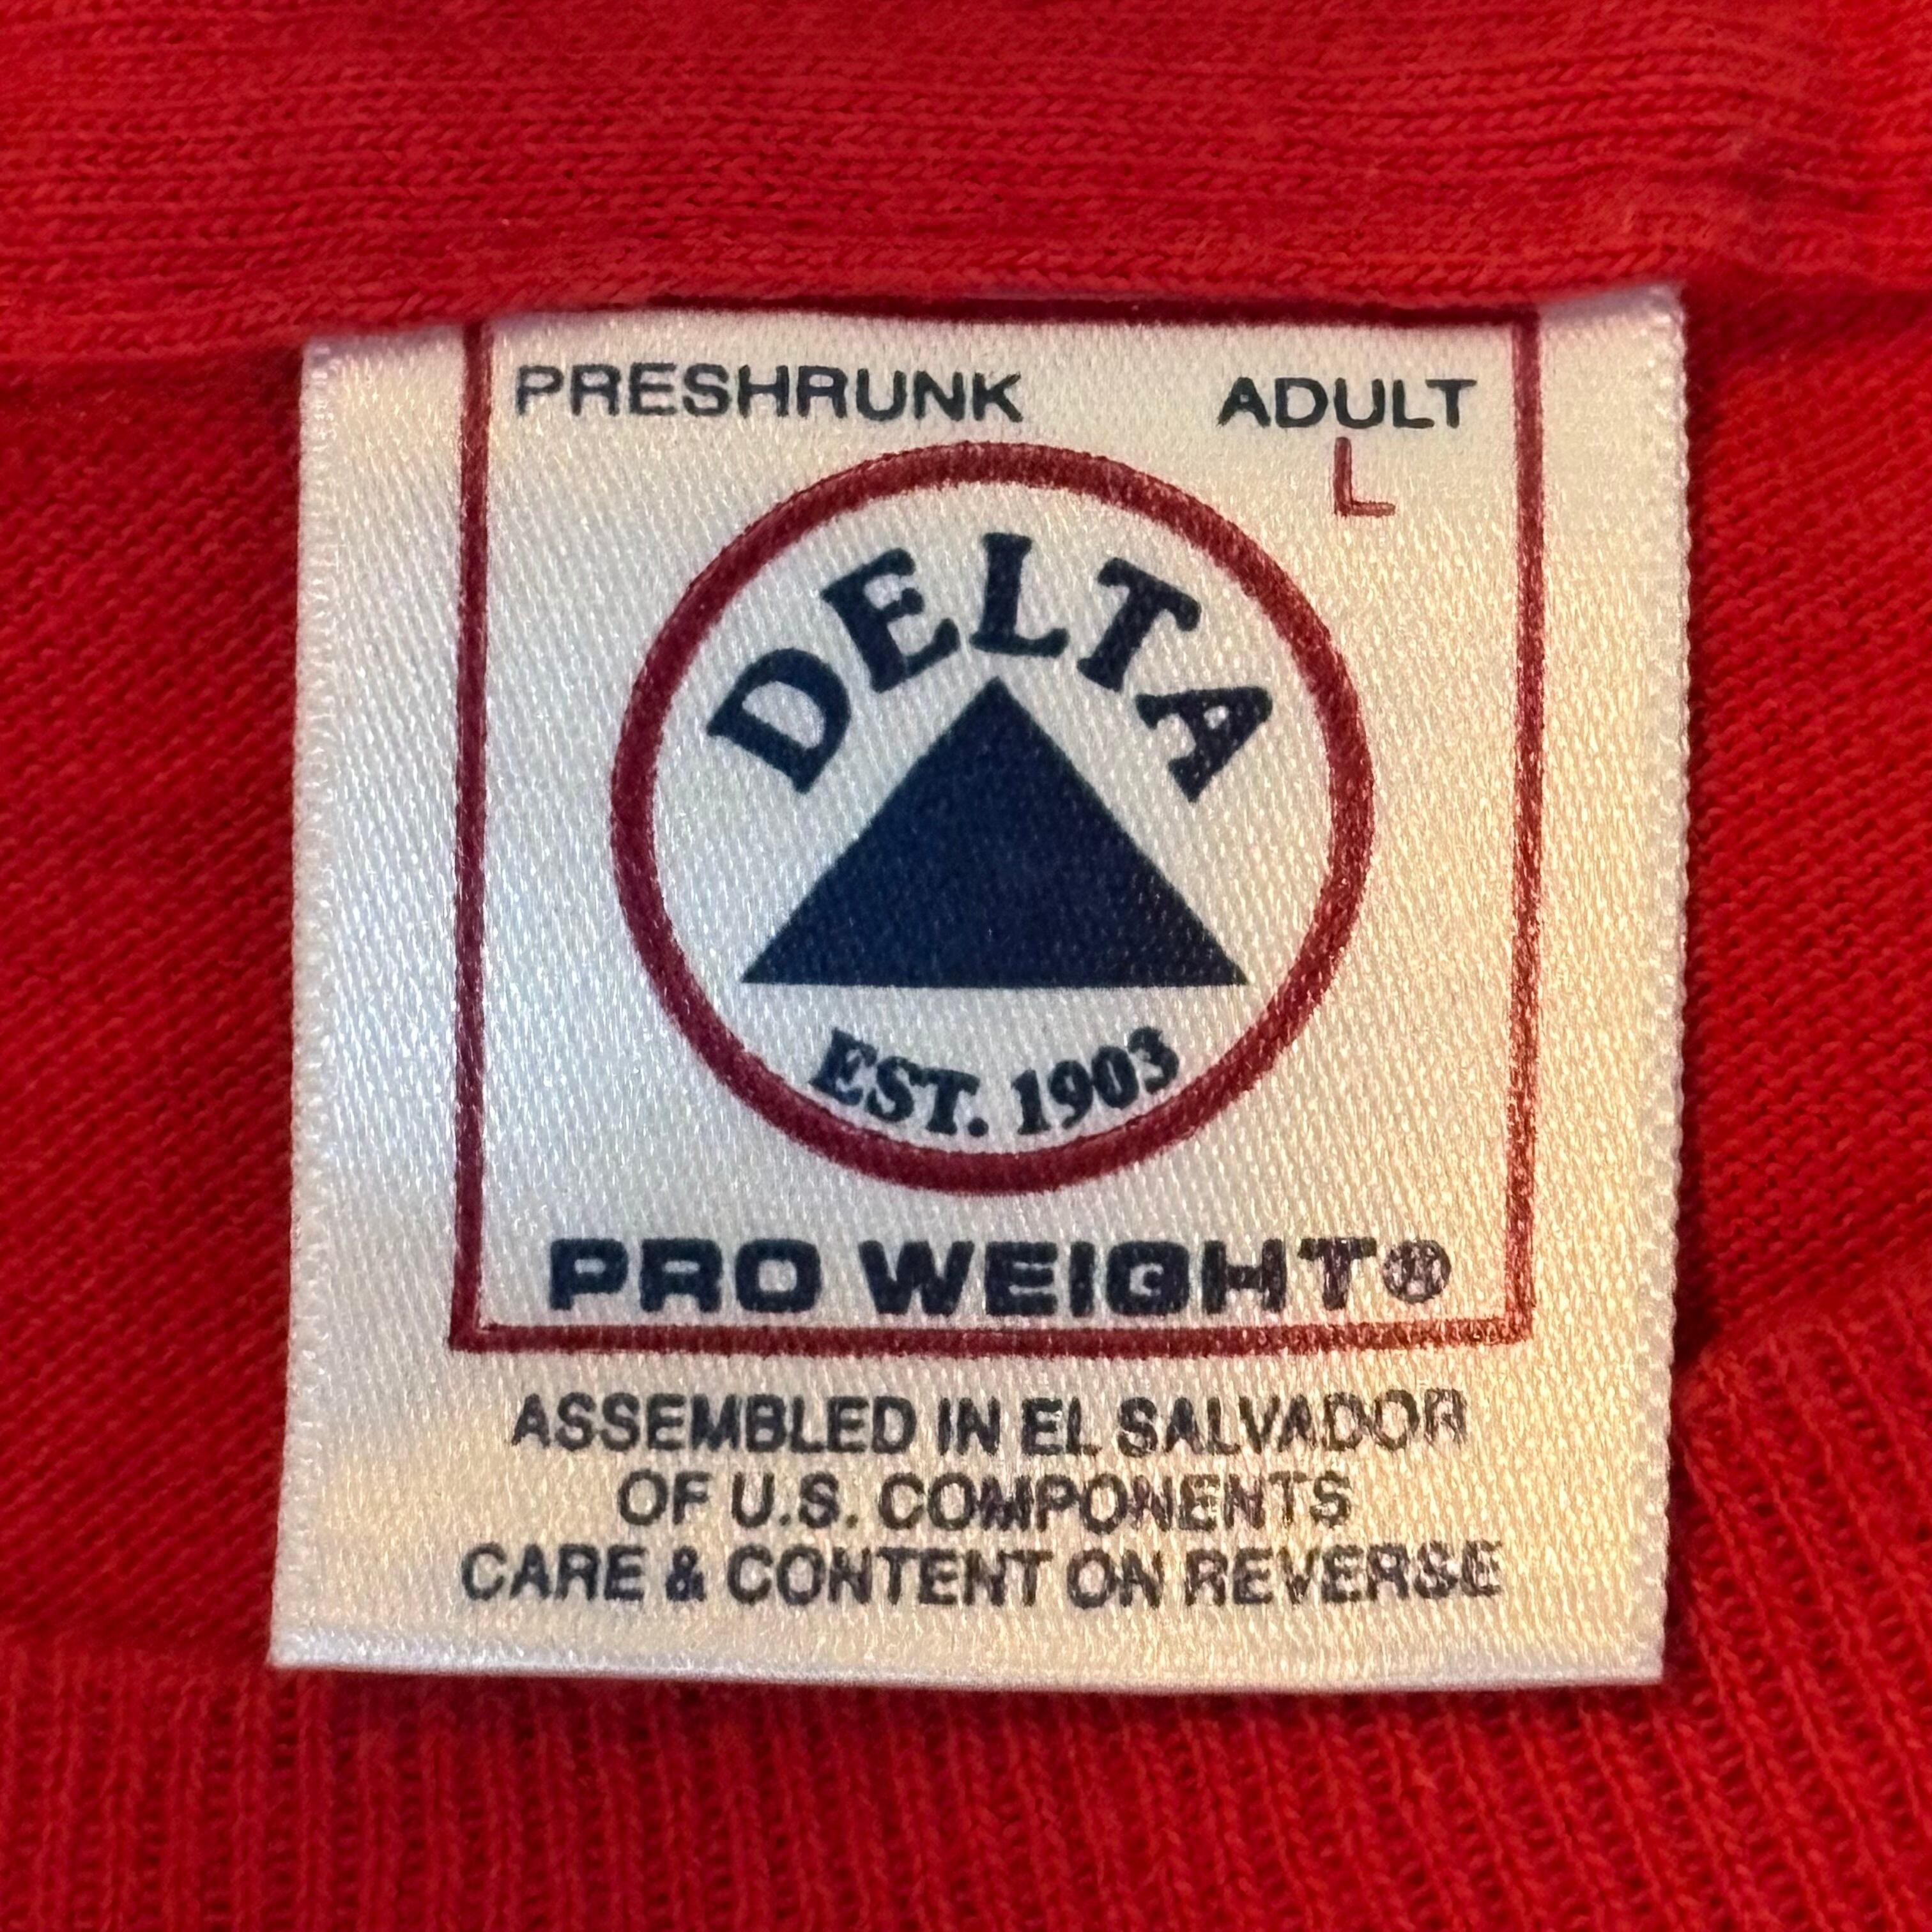 PRESHRUNK ADULT
L
DELTA
EST. 1903
PRO WEIGHT®
ASSEMBLED IN EL SALVADOR
OF U.S. COMPONENTS
CARE & CONTENT ON REVERSE